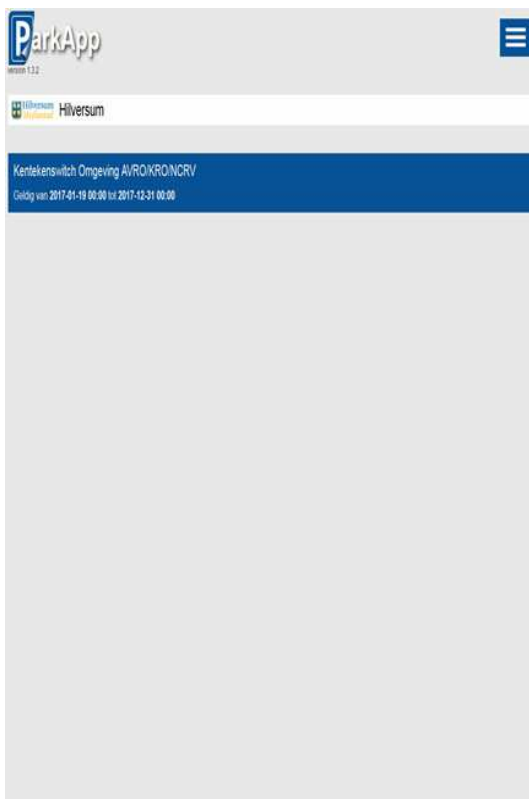 ParkApp
version 1.3.2
Hilversum Hilversum
Kentekenswitch Omgeving AVRO/KRO/NCRV
Geldig van 2017-01-19 00:00 tot 2017-12-31 00:00